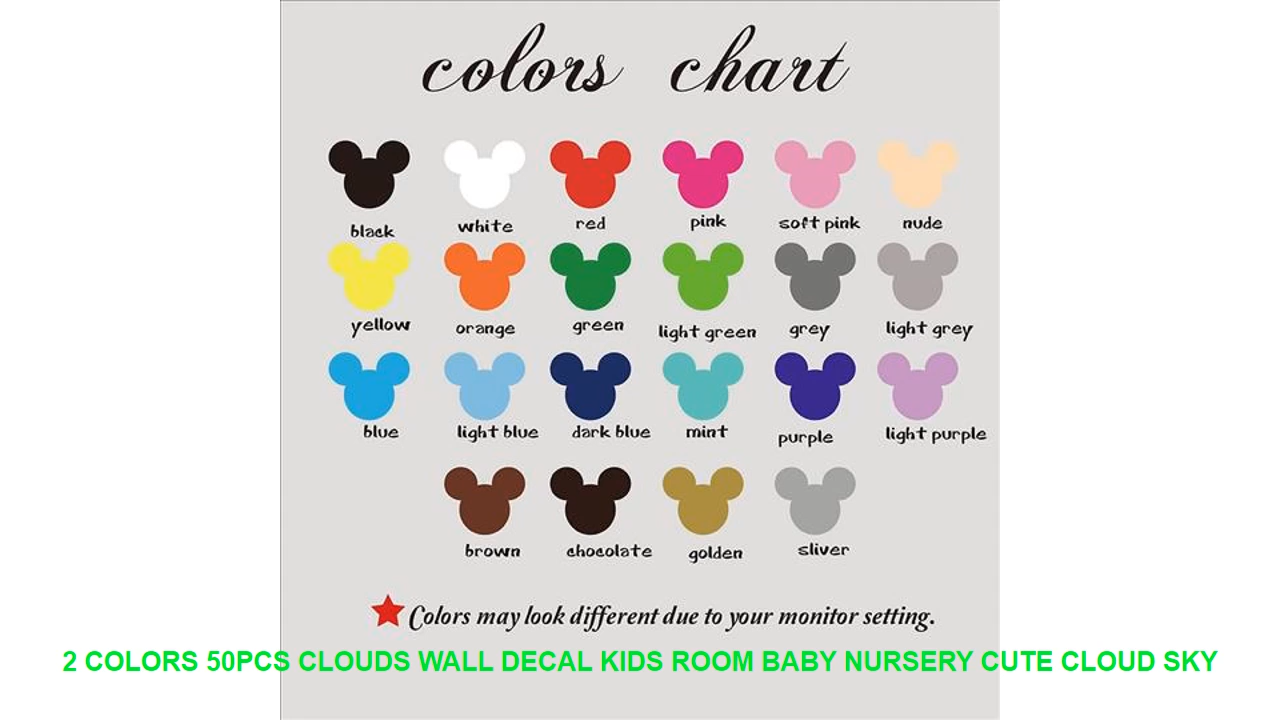 colors chart
black white red pink soft pink nude
yellow orange green light green grey light grey
blue light blue dark blue mint purple light purple
brown chocolate golden sliver
Colors may look different due to your monitor setting.
2 COLORS 50PCS CLOUDS WALL DECAL KIDS ROOM BABY NURSERY CUTE CLOUD SKY